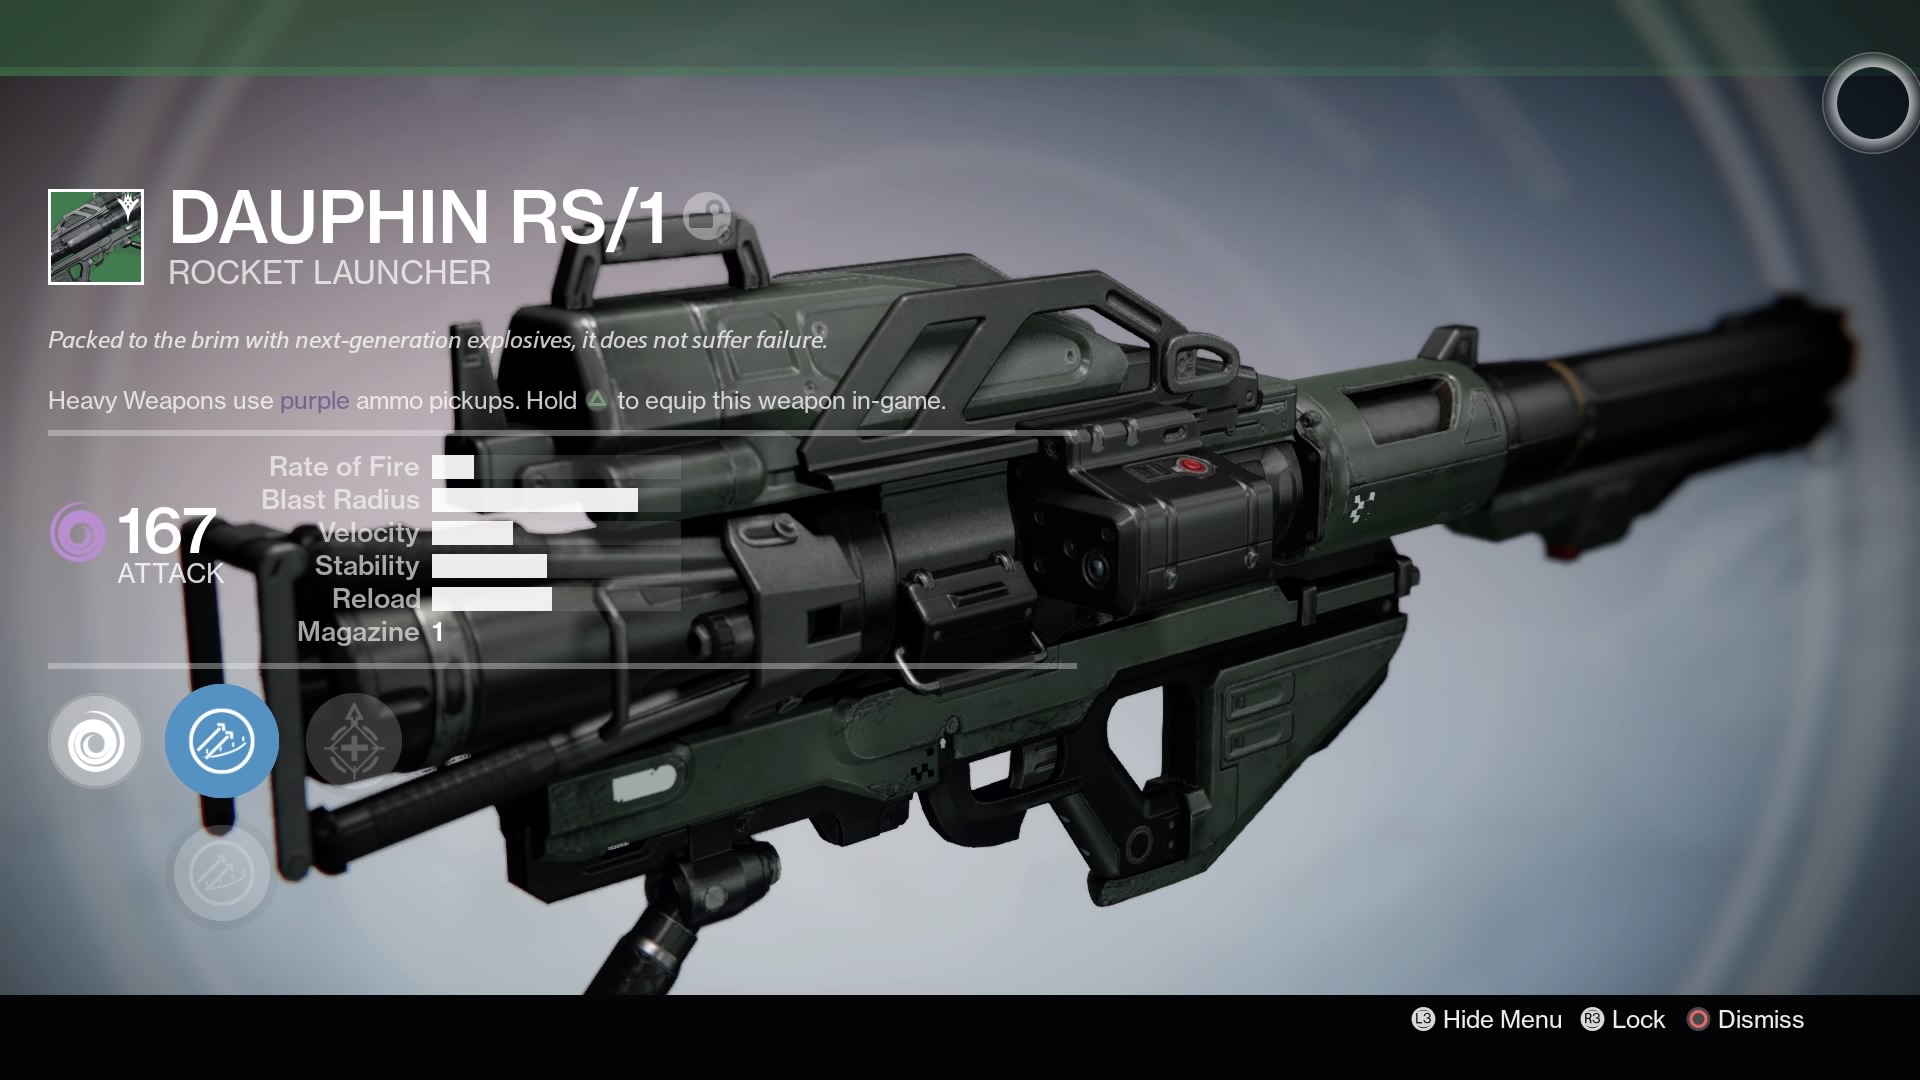 DAUPHIN RS/1
ROCKET LAUNCHER
Packed to the brim with next-generation explosives, it does not suffer failure.
Heavy Weapons use purple ammo pickups. Hold △ to equip this weapon in-game.
167
ATTACK
Rate of Fire
Blast Radius
Velocity
Stability
Reload
Magazine 1
L3 Hide Menu R3 Lock Dismiss